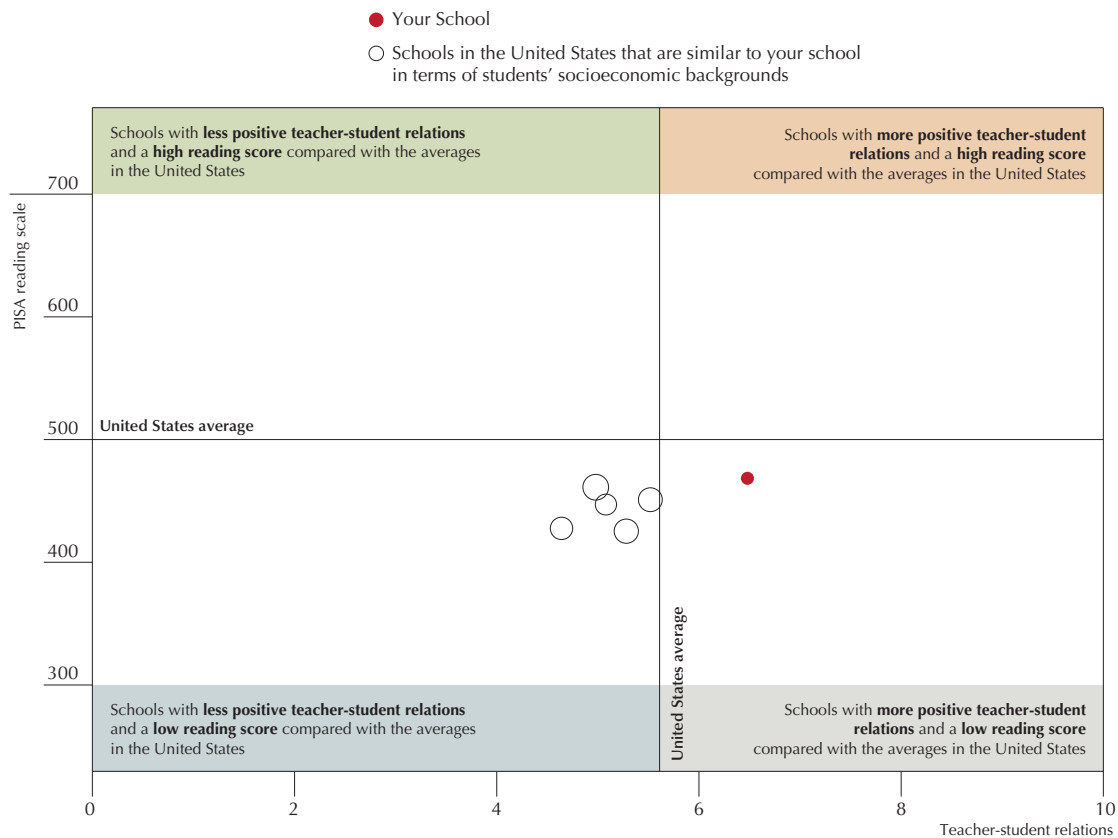 Your School
Schools in the United States that are similar to your school
in terms of students’ socioeconomic backgrounds
Schools with less positive teacher-student relations
and a high reading score compared with the averages
in the United States
Schools with more positive teacher-student
relations and a high reading score
compared with the averages in the United States
PISA reading scale
700
600
500
400
300
United States average
United States average
Schools with less positive teacher-student relations
and a low reading score compared with the averages
in the United States
Schools with more positive teacher-student
relations and a low reading score
compared with the averages in the United States
0 2 4 6 8 10
Teacher-student relations